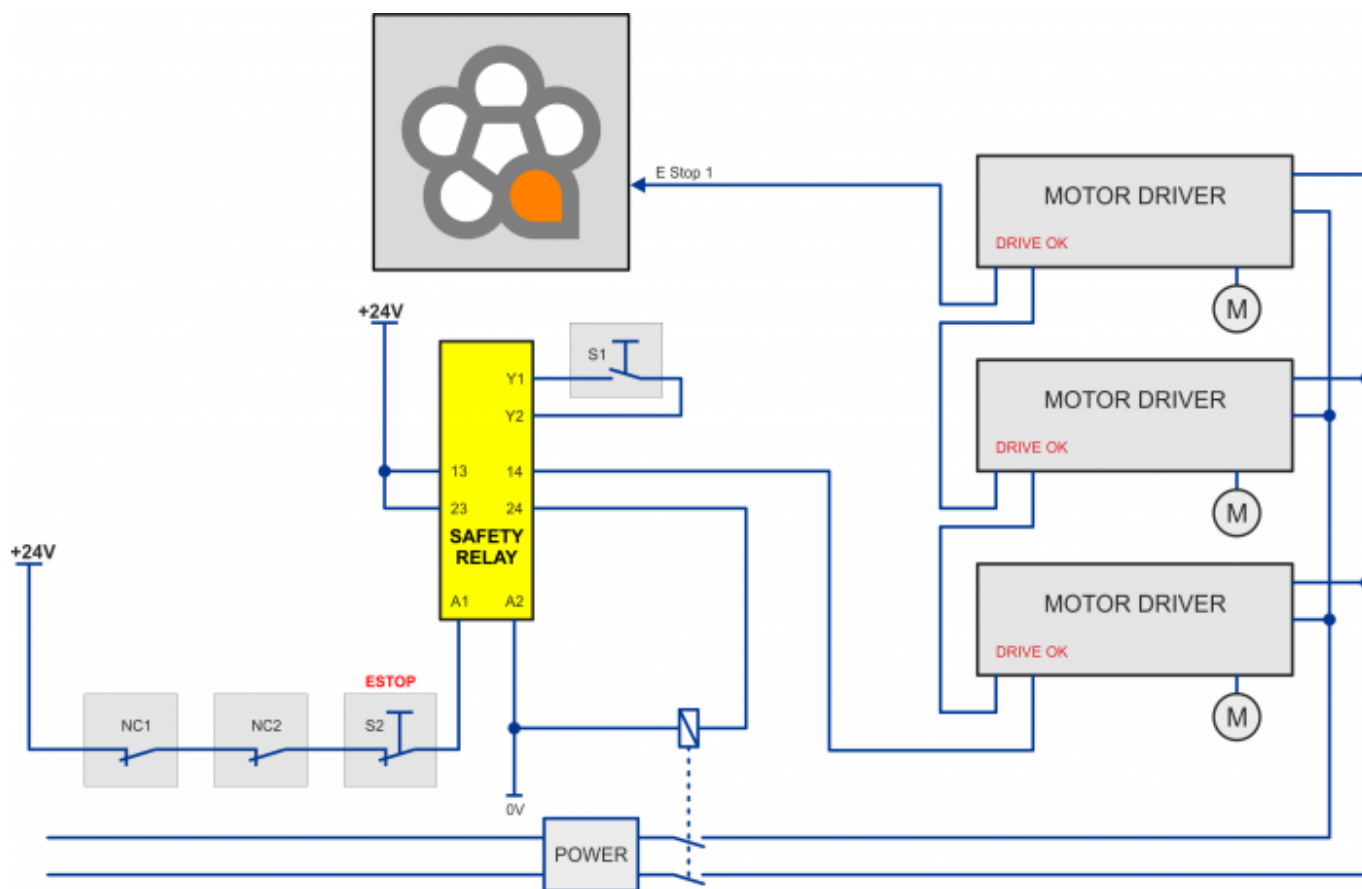 E Stop 1
MOTOR DRIVER
DRIVE OK
M
+24V
S1
Y1
Y2
MOTOR DRIVER
DRIVE OK
M
13 14
23 24
SAFETY
RELAY
+24V
A1 A2
MOTOR DRIVER
DRIVE OK
M
ESTOP
NC1 NC2 S2
0V
POWER